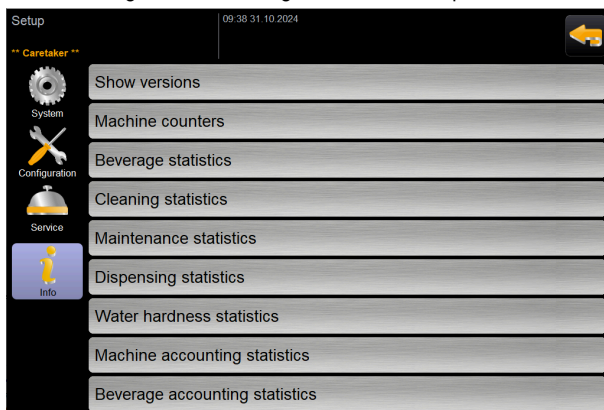 Setup
09:38 31.10.2024
** Caretaker **
System
Configuration
Service
Info
Show versions
Machine counters
Beverage statistics
Cleaning statistics
Maintenance statistics
Dispensing statistics
Water hardness statistics
Machine accounting statistics
Beverage accounting statistics